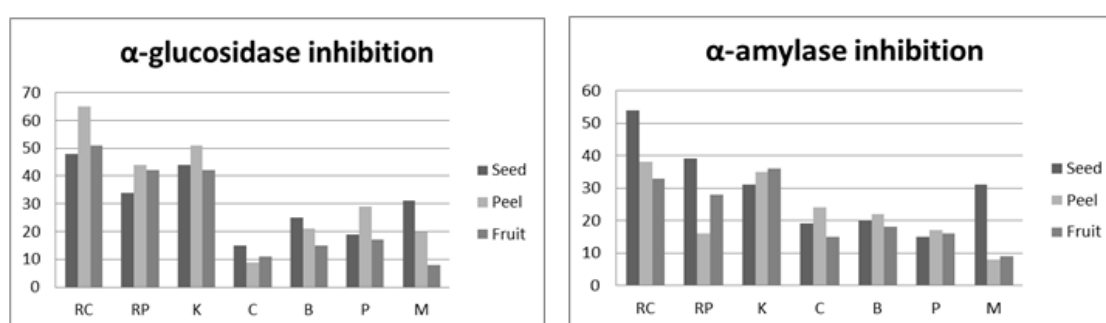 α-glucosidase inhibition
70
60
50
40
30
20
10
0
RC RP K C B P M
Seed
Peel
Fruit
α-amylase inhibition
60
50
40
30
20
10
0
RC RP K C B P M
Seed
Peel
Fruit